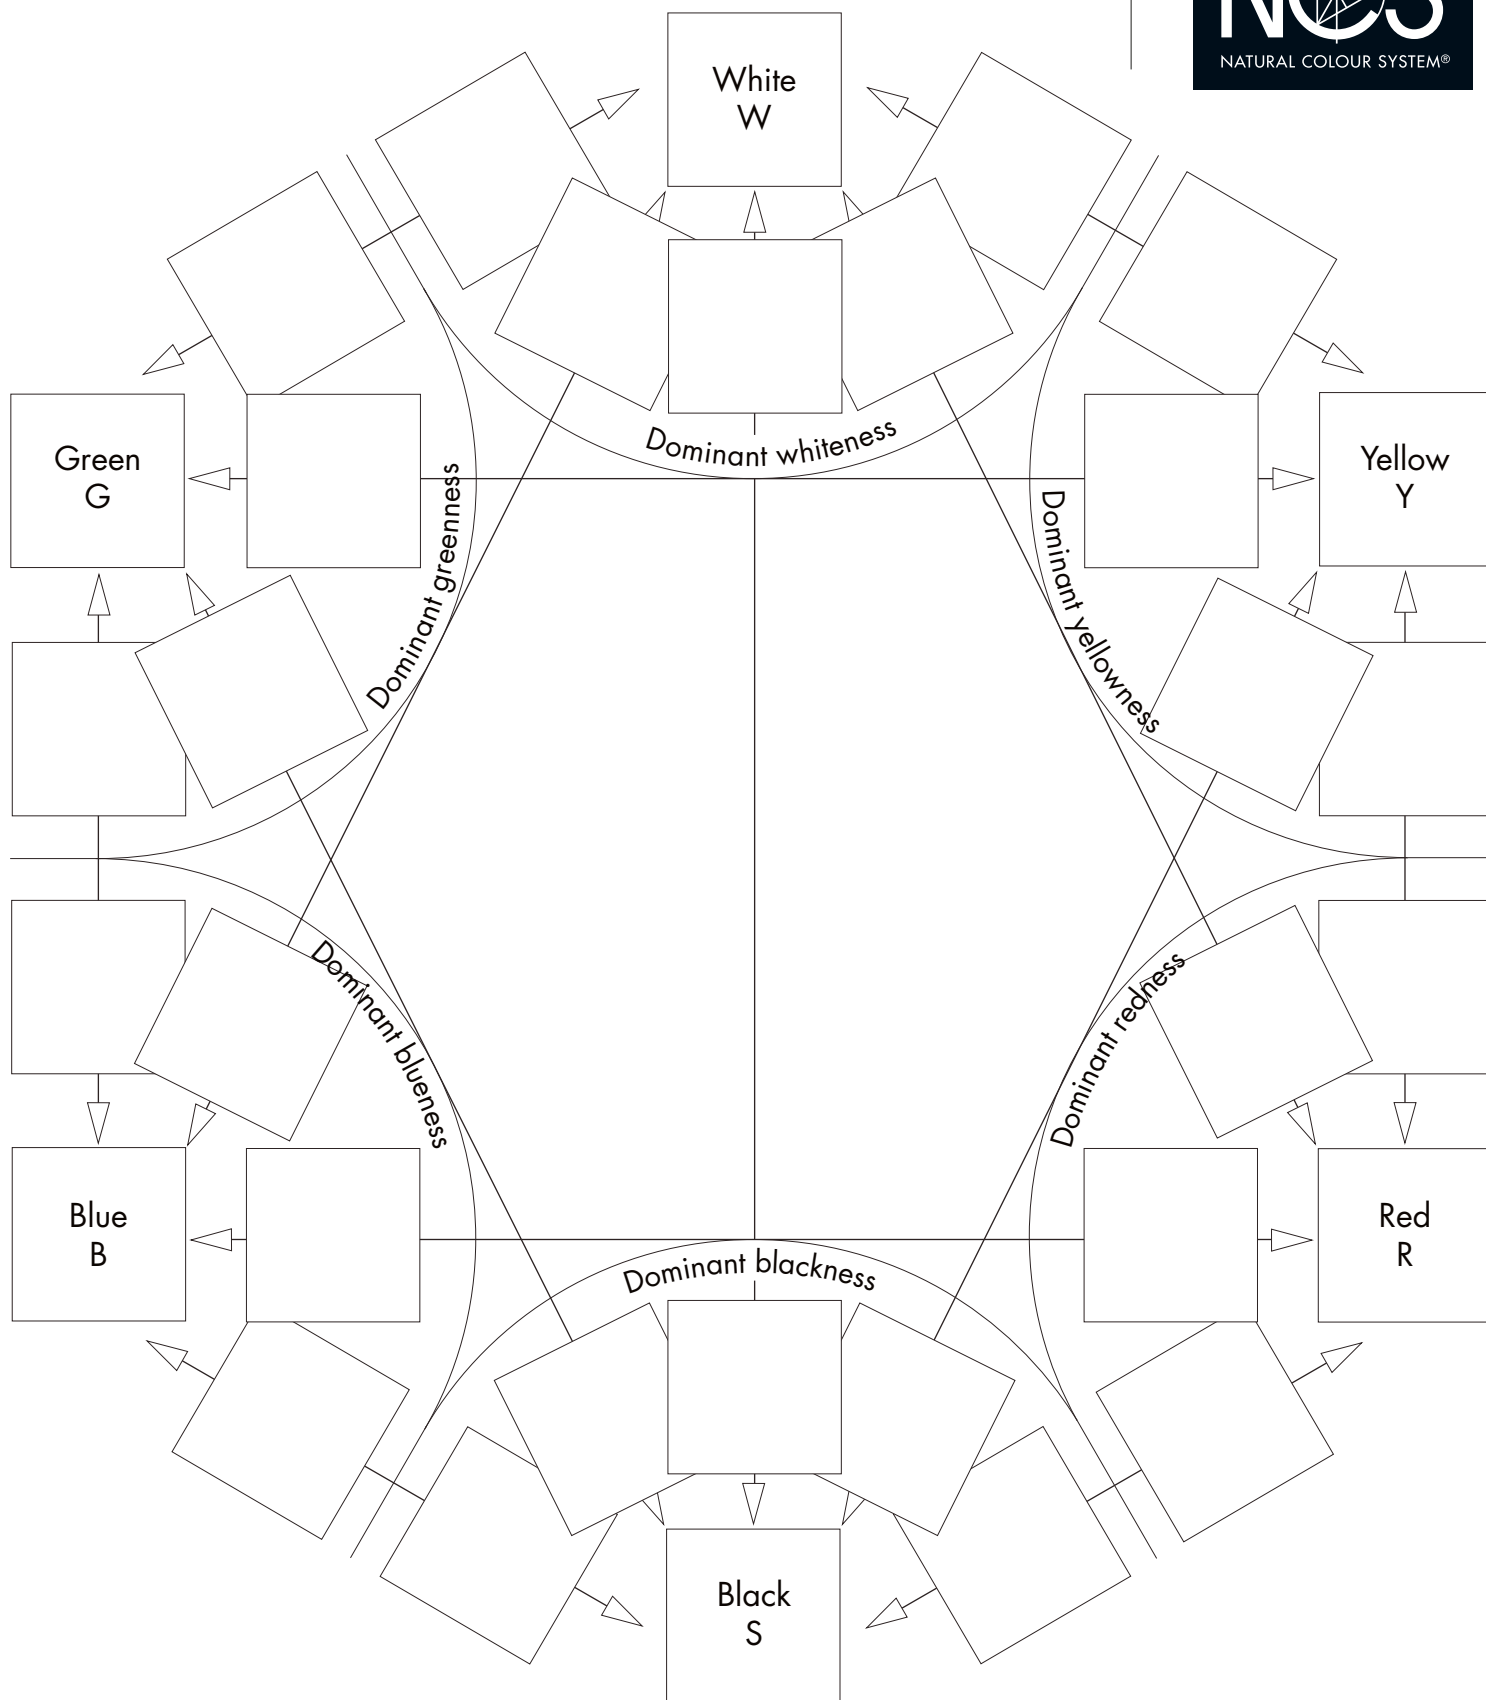 NCS
NATURAL COLOUR SYSTEM®
White
W
Dominant whiteness
Green
G
Dominant greenness
Yellow
Y
Dominant yellowness
Dominant blueness
Dominant redness
Blue
B
Red
R
Dominant blackness
Black
S